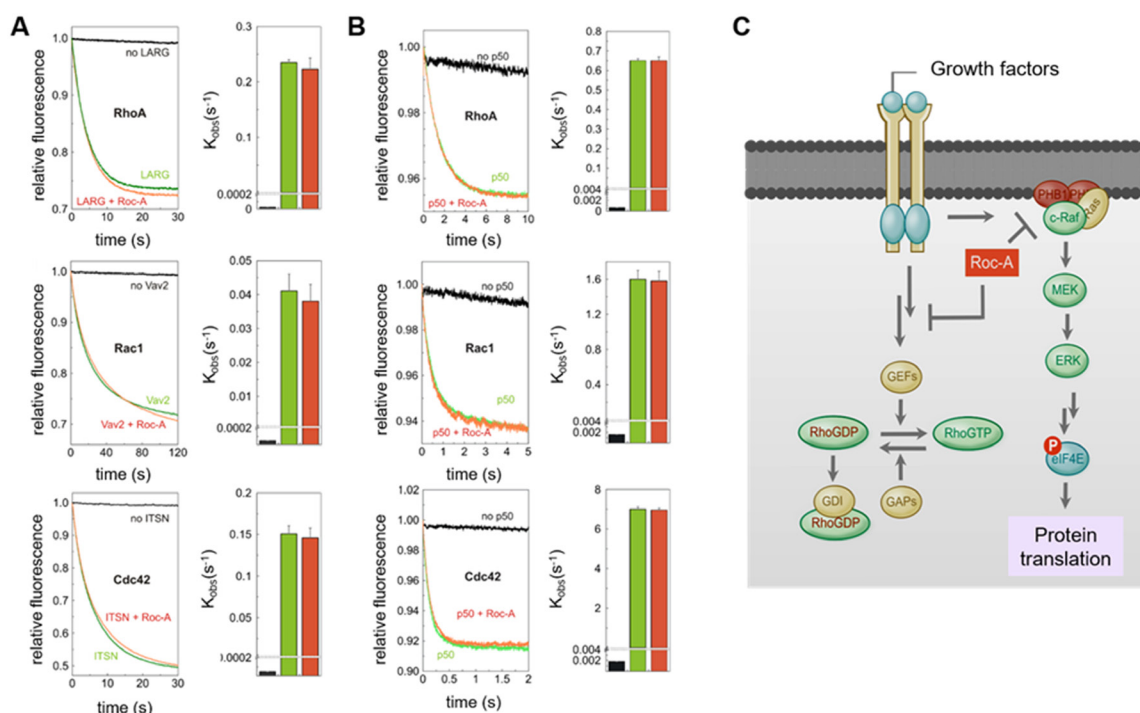 A
relative fluorescence
1.0
0.9
0.8
0.7
no LARG
RhoA
LARG
LARG + Roc-A
0 10 20 30
time (s)
Kobs(s-1)
0.3
0.2
0.1
0.0002
0
relative fluorescence
1.0
0.9
0.8
0.7
no Vav2
Rac1
Vav2
Vav2 + Roc-A
0 40 80 120
time (s)
Kobs(s-1)
0.05
0.04
0.03
0.02
0.01
0.0002
0
relative fluorescence
1.0
0.9
0.8
0.7
0.6
0.5
no ITSN
Cdc42
ITSN + Roc-A
ITSN
0 10 20 30
time (s)
Kobs(s-1)
0.2
0.15
0.1
0.05
0.0002
0
B
relative fluorescence
1.00
0.98
0.96
no p50
RhoA
p50
p50 + Roc-A
0 2 4 6 8 10
time (s)
Kobs(s-1)
0.8
0.7
0.6
0.5
0.4
0.3
0.2
0.1
0.004
0.002
0
relative fluorescence
1.00
0.98
0.96
0.94
no p50
Rac1
p50
p50 + Roc-A
0 1 2 3 4 5
time (s)
Kobs(s-1)
1.6
1.2
0.8
0.4
0.004
0.002
0
relative fluorescence
1.02
1.00
0.98
0.96
0.94
0.92
0.90
no p50
Cdc42
p50 + Roc-A
p50
0 0.5 1 1.5 2
time (s)
Kobs(s-1)
8
6
4
2
0.004
0.002
0
C
Growth factors
PHB1
c-Raf
Ras
Roc-A
MEK
ERK
GEFs
RhoGDP
RhoGTP
P
eIF4E
GDI
RhoGDP
GAPs
Protein
translation